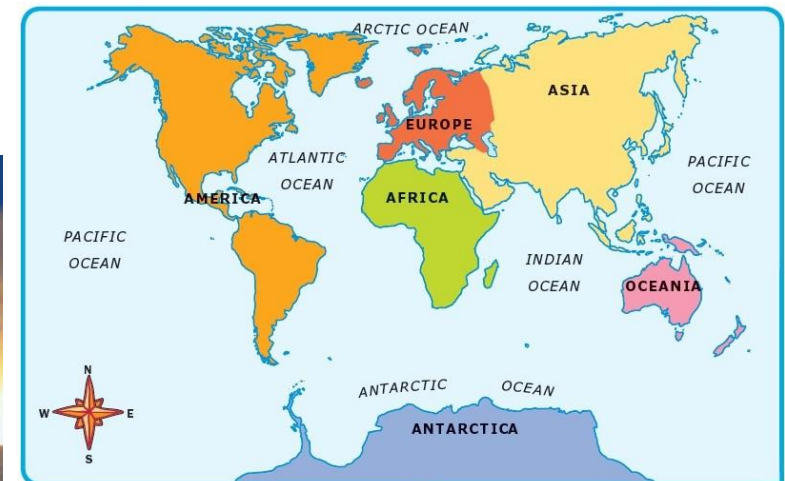 ARCTIC OCEAN
ASIA
EUROPE
ATLANTIC
OCEAN
PACIFIC
OCEAN
AMERICA
AFRICA
PACIFIC
OCEAN
INDIAN
OCEAN
OCEANIA
N
W E
S
ANTARCTIC OCEAN
ANTARCTICA